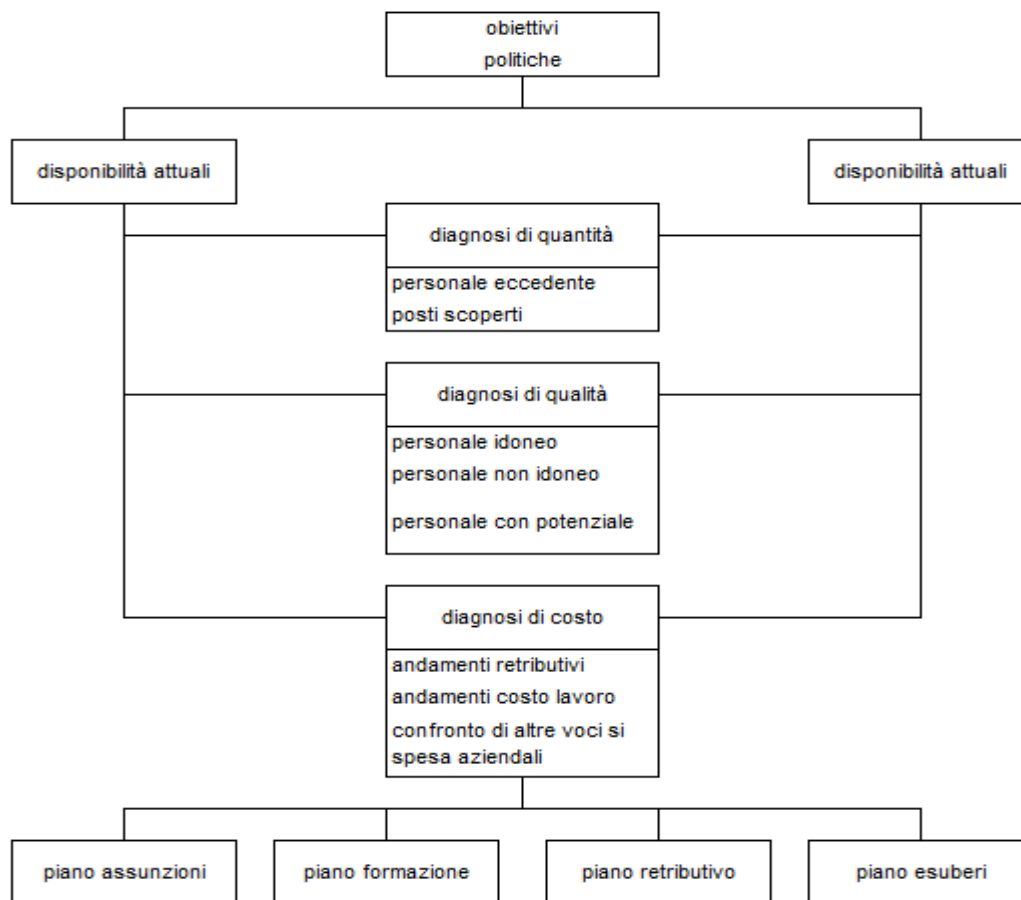 obiettivi
politiche
disponibilità attuali
disponibilità attuali
diagnosi di quantità
personale eccedente
posti scoperti
diagnosi di qualità
personale idoneo
personale non idoneo
personale con potenziale
diagnosi di costo
andamenti retributivi
andamenti costo lavoro
confronto di altre voci si
spesa aziendali
piano assunzioni
piano formazione
piano retributivo
piano esuberi